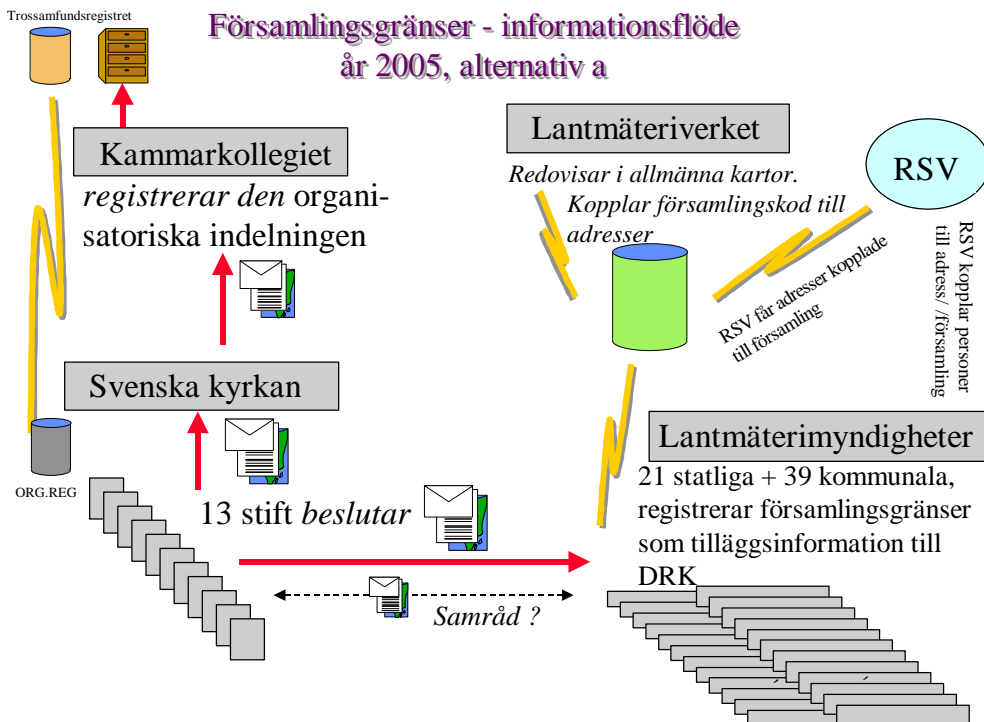 Trossamfundsregistret
Församlingsgränser - informationsflöde
år 2005, alternativ a
Kammarkollegiet
registrerar den organi-
satoriska indelningen
Svenska kyrkan
ORG.REG
13 stift beslutar
Samråd ?
Lantmäteriverket
Redovisar i allmänna kartor.
Kopplar församlingskod till
adresser
RSV
RSV får adresser kopplade
till församling
RSV kopplar personer
till adress/ /församling
Lantmäterimyndigheter
21 statliga + 39 kommunala,
registrerar församlingsgränser
som tilläggsinformation till
DRK